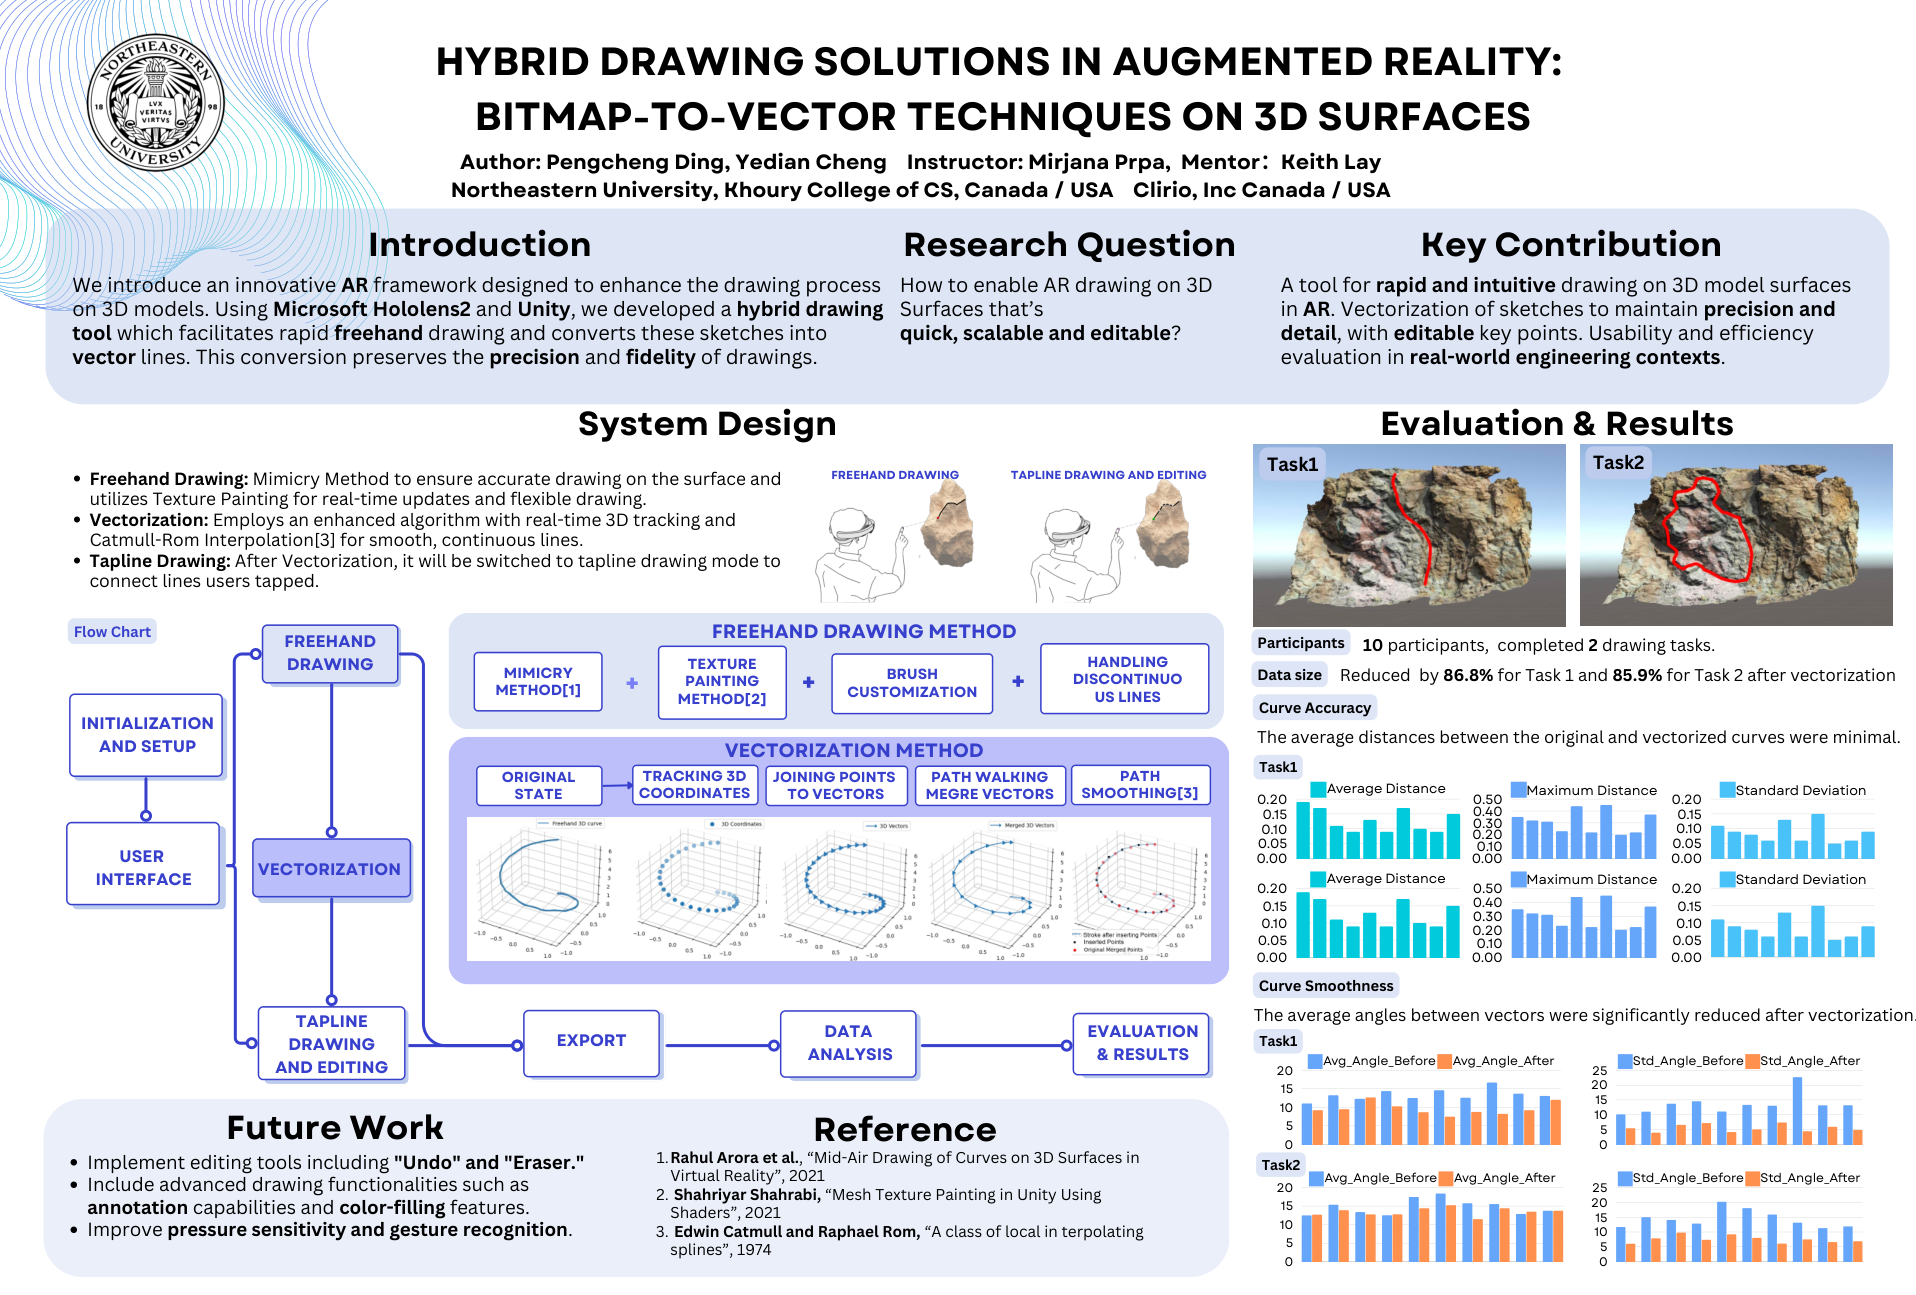 NORTHEASTERN
UNIVERSITY
18 98
LVX
VERITAS
VIRTVS
HYBRID DRAWING SOLUTIONS IN AUGMENTED REALITY:
BITMAP-TO-VECTOR TECHNIQUES ON 3D SURFACES
Author: Pengcheng Ding, Yedian Cheng Instructor: Mirjana Prpa, Mentor: Keith Lay
Northeastern University, Khoury College of CS, Canada / USA Clirio, Inc Canada / USA
Introduction
We introduce an innovative AR framework designed to enhance the drawing process
on 3D models. Using Microsoft Hololens2 and Unity, we developed a hybrid drawing
tool which facilitates rapid freehand drawing and converts these sketches into
vector lines. This conversion preserves the precision and fidelity of drawings.
Research Question
How to enable AR drawing on 3D
Surfaces that's
quick, scalable and editable?
Key Contribution
A tool for rapid and intuitive drawing on 3D model surfaces
in AR. Vectorization of sketches to maintain precision and
detail, with editable key points. Usability and efficiency
evaluation in real-world engineering contexts.
System Design
• Freehand Drawing: Mimicry Method to ensure accurate drawing on the surface and
utilizes Texture Painting for real-time updates and flexible drawing.
• Vectorization: Employs an enhanced algorithm with real-time 3D tracking and
Catmull-Rom Interpolation[3] for smooth, continuous lines.
• Tapline Drawing: After Vectorization, it will be switched to tapline drawing mode to
connect lines users tapped.
FREEHAND DRAWING
TAPLINE DRAWING AND EDITING
Flow Chart
INITIALIZATION
AND SETUP
USER
INTERFACE
FREEHAND
DRAWING
VECTORIZATION
TAPLINE
DRAWING
AND EDITING
EXPORT
DATA
ANALYSIS
EVALUATION
& RESULTS
FREEHAND DRAWING METHOD
MIMICRY
METHOD[1]
+
TEXTURE
PAINTING
METHOD[2]
+
BRUSH
CUSTOMIZATION
+
HANDLING
DISCONTINUO
US LINES
VECTORIZATION METHOD
ORIGINAL
STATE
TRACKING 3D
COORDINATES
JOINING POINTS
TO VECTORS
PATH WALKING
MEGRE VECTORS
PATH
SMOOTHING[3]
Freehand 3D curve
3D Coordinates
3D Vectors
Merged 3D Vectors
Stroke after inserting Points
Inserted Points
Original Merged Points
Evaluation & Results
Task1
Task2
Participants 10 participants, completed 2 drawing tasks.
Data size Reduced by 86.8% for Task 1 and 85.9% for Task 2 after vectorization
Curve Accuracy
The average distances between the original and vectorized curves were minimal.
Task1
Average Distance
0.20
0.15
0.10
0.05
0.00
Maximum Distance
0.50
0.40
0.30
0.20
0.10
0.00
Standard Deviation
0.20
0.15
0.10
0.05
0.00
Average Distance
0.20
0.15
0.10
0.05
0.00
Maximum Distance
0.50
0.40
0.30
0.20
0.10
0.00
Standard Deviation
0.20
0.15
0.10
0.05
0.00
Curve Smoothness
The average angles between vectors were significantly reduced after vectorization.
Task1
Avg_Angle_Before Avg_Angle_After
20
15
10
5
0
Std_Angle_Before Std_Angle_After
25
20
15
10
5
0
Task2
Avg_Angle_Before Avg_Angle_After
20
15
10
5
0
Std_Angle_Before Std_Angle_After
25
20
15
10
5
0
Future Work
• Implement editing tools including "Undo" and "Eraser."
• Include advanced drawing functionalities such as
annotation capabilities and color-filling features.
• Improve pressure sensitivity and gesture recognition.
Reference
1. Rahul Arora et al., “Mid-Air Drawing of Curves on 3D Surfaces in
Virtual Reality”, 2021
2. Shahriyar Shahrabi, “Mesh Texture Painting in Unity Using
Shaders”, 2021
3. Edwin Catmull and Raphael Rom, “A class of local in terpolating
splines”, 1974